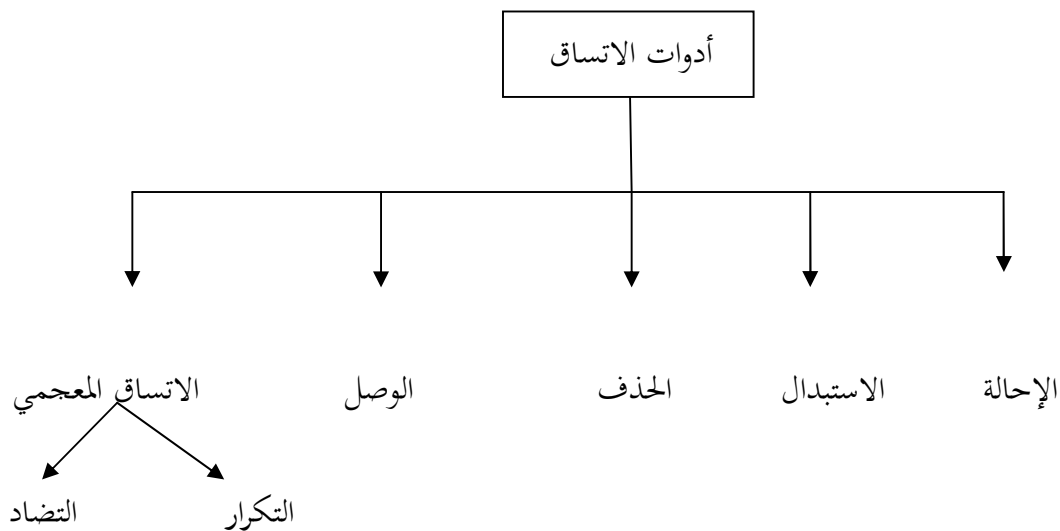 أدوات الاتساق
الإحالة الاستبدال الحذف الوصل الاتساق المعجمي
التكرار التضاد